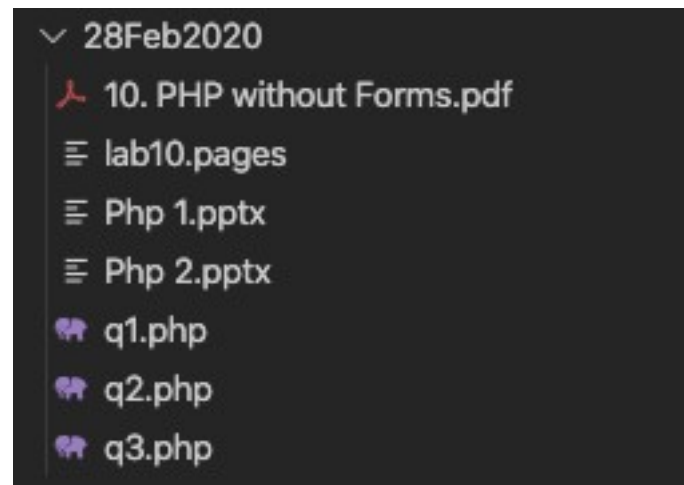 28Feb2020
10. PHP without Forms.pdf
lab10.pages
Php 1.pptx
Php 2.pptx
q1.php
q2.php
q3.php